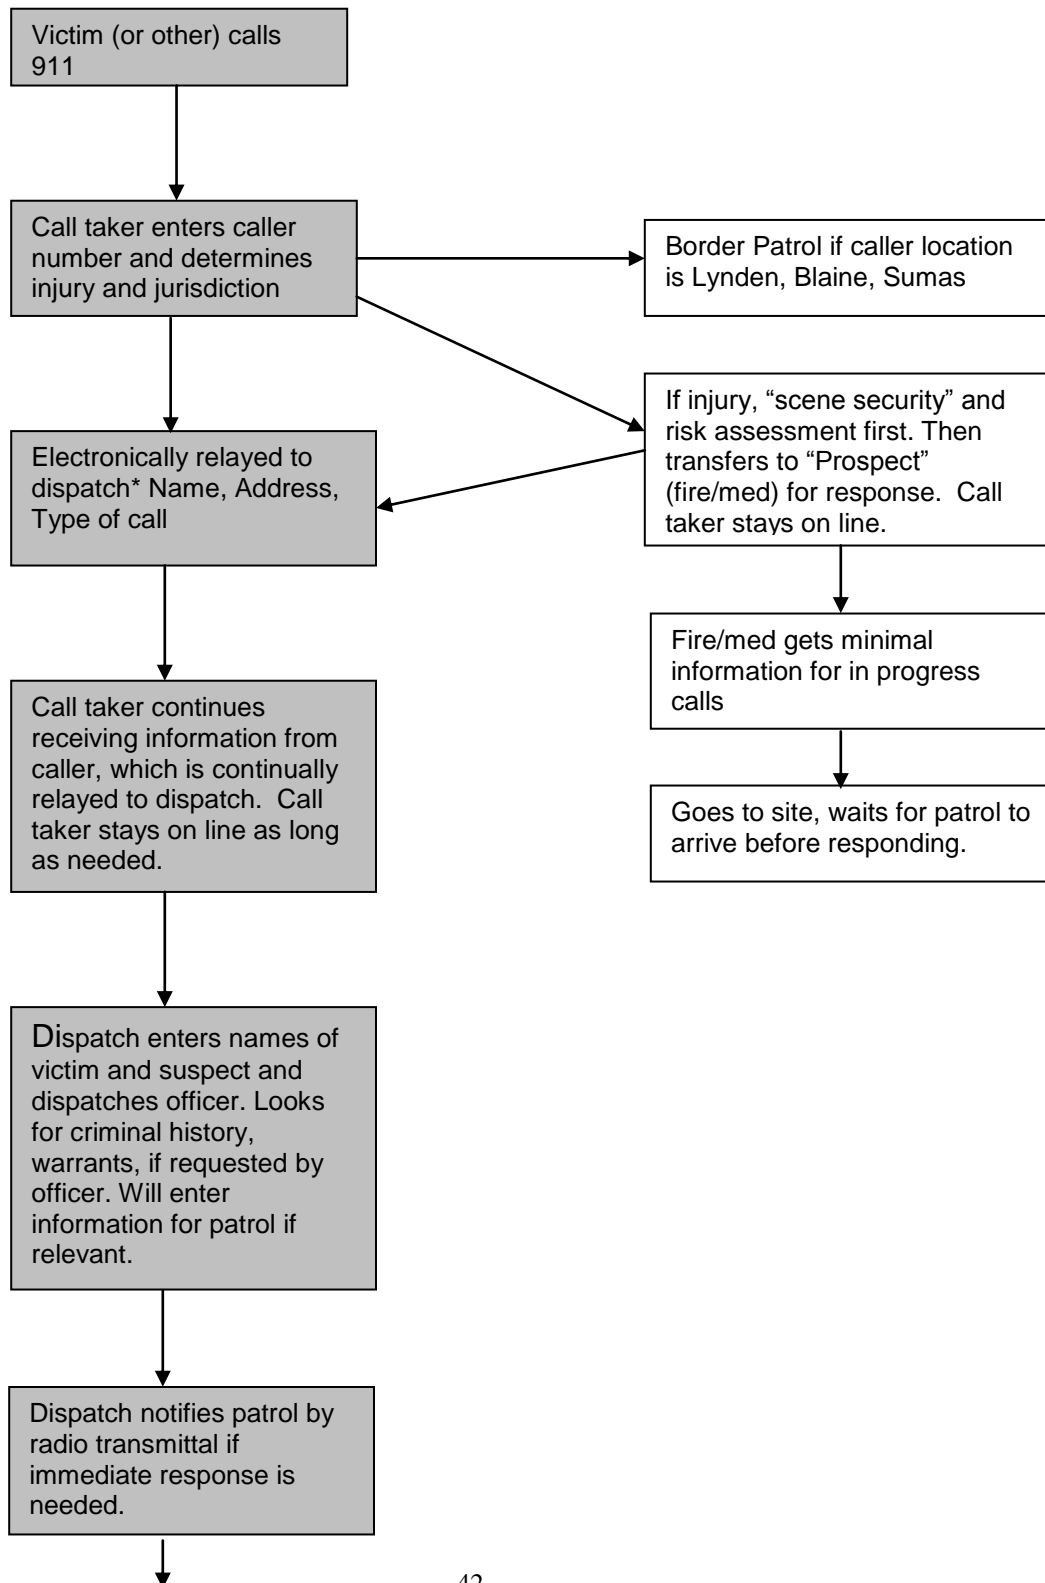 Victim (or other) calls
911
Call taker enters caller
number and determines
injury and jurisdiction
Border Patrol if caller location
is Lynden, Blaine, Sumas
If injury, “scene security” and
risk assessment first. Then
transfers to “Prospect”
(fire/med) for response.  Call
taker stays on line.
Electronically relayed to
dispatch* Name, Address,
Type of call
Fire/med gets minimal
information for in progress
calls
Call taker continues
receiving information from
caller, which is continually
relayed to dispatch.  Call
taker stays on line as long
as needed.
Goes to site, waits for patrol to
arrive before responding.
Dispatch enters names of
victim and suspect and
dispatches officer. Looks
for criminal history,
warrants, if requested by
officer. Will enter
information for patrol if
relevant.
Dispatch notifies patrol by
radio transmittal if
immediate response is
needed.
42